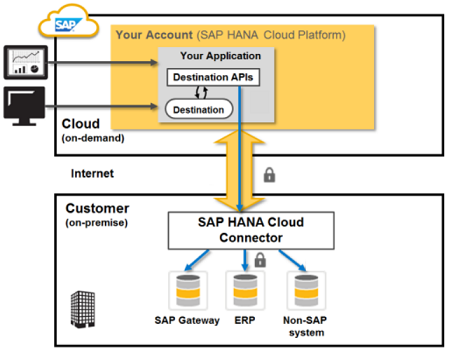 SAP
Your Account (SAP HANA Cloud Platform)
Your Application
Destination APIs
Destination
Cloud
(on-demand)
Internet
Customer
(on-premise)
SAP HANA Cloud
Connector
SAP Gateway
ERP
Non-SAP
system